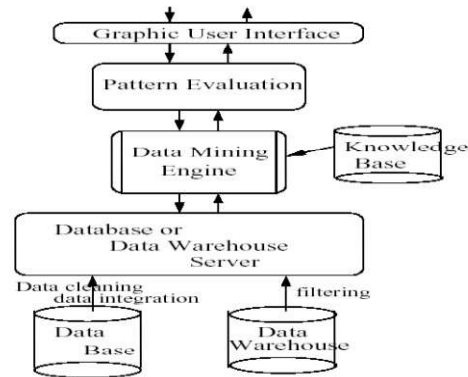 Graphic User Interface
Pattern Evaluation
Data Mining
Engine
Knowledge
Base
Database or
Data Warehouse
Server
Data cleaning
data integration
filtering
Data
Base
Data
Warehouse